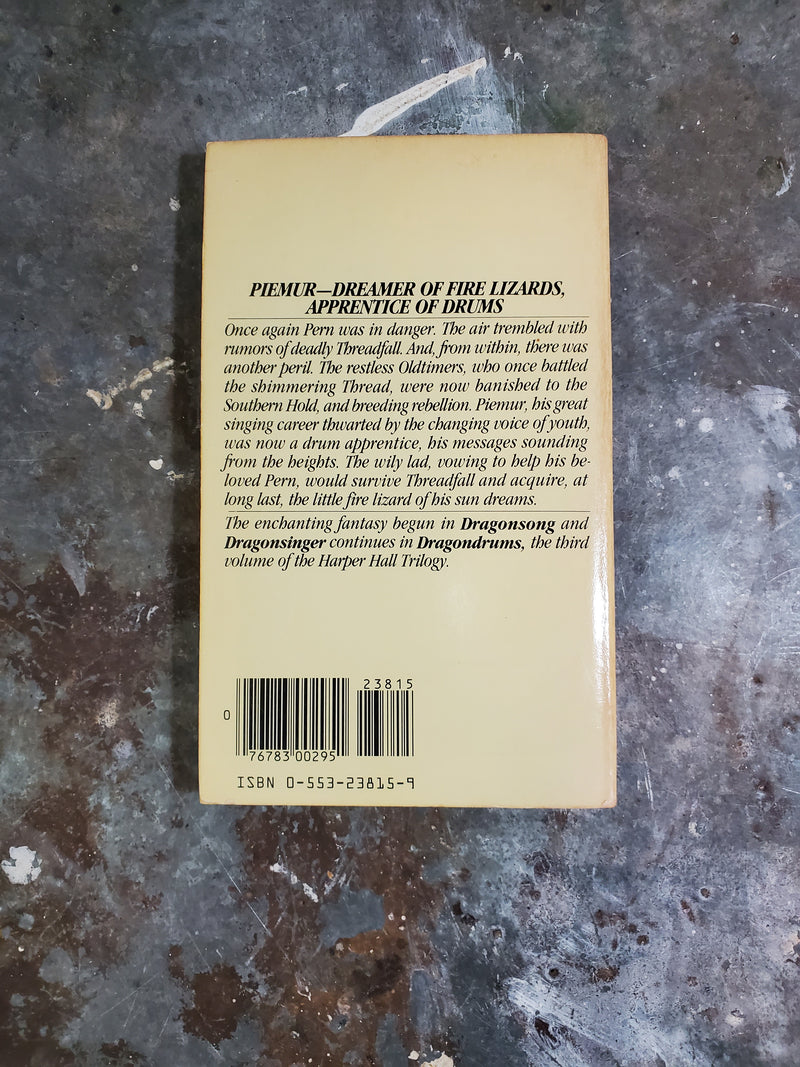 PIEMUR—DREAMER OF FIRE LIZARDS,
APPRENTICE OF DRUMS
Once again Pern was in danger. The air trembled with
rumors of deadly Threadfall. And, from within, there was
another peril. The restless Oldtimers, who once battled
the shimmering Thread, were now banished to the
Southern Hold, and breeding rebellion. Piemur, his great
singing career thwarted by the changing voice of youth,
was now a drum apprentice, his messages sounding
from the heights. The wily lad, vowing to help his be-
loved Pern, would survive Threadfall and acquire, at
long last, the little fire lizard of his sun dreams.
The enchanting fantasy begun in Dragonsong and
Dragonsinger continues in Dragondrums, the third
volume of the Harper Hall Trilogy.
23815
0
76783 00295
ISBN 0-553-23815-9